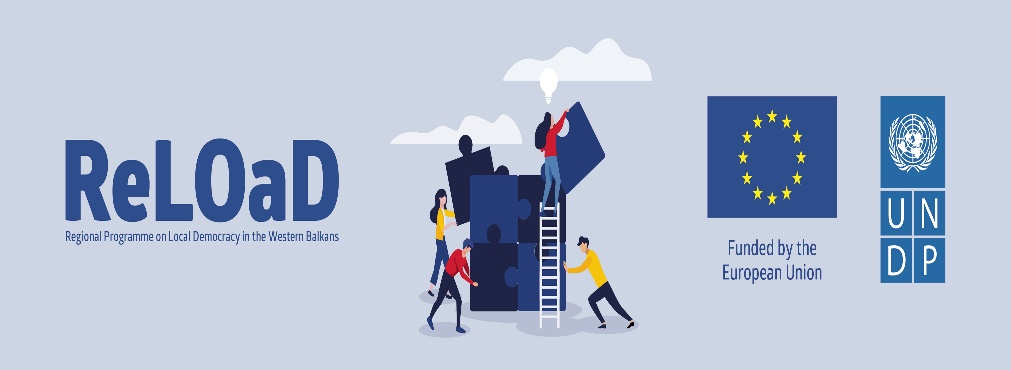 ReLOaD
Regional Programme on Local Democracy in the Western Balkans
Funded by the
European Union
U N
D P